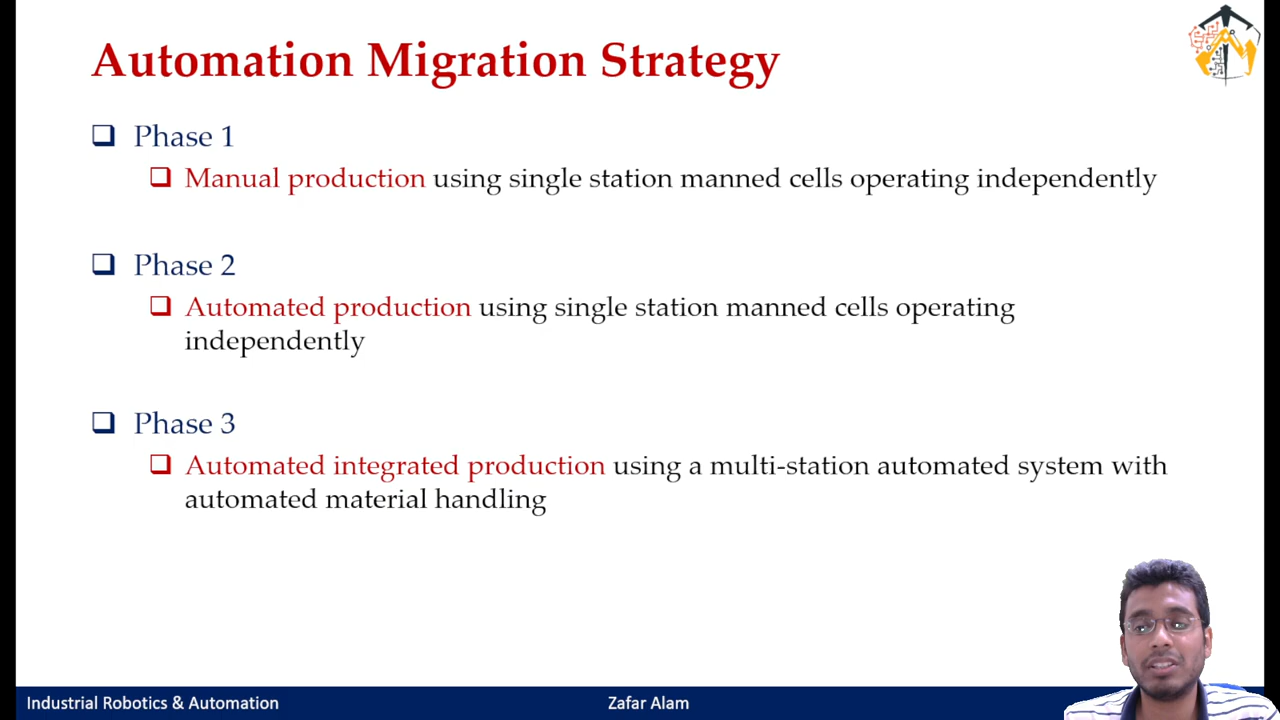 Automation Migration Strategy
Phase 1
Manual production using single station manned cells operating independently
Phase 2
Automated production using single station manned cells operating
independently
Phase 3
Automated integrated production using a multi-station automated system with
automated material handling
Industrial Robotics & Automation
Zafar Alam